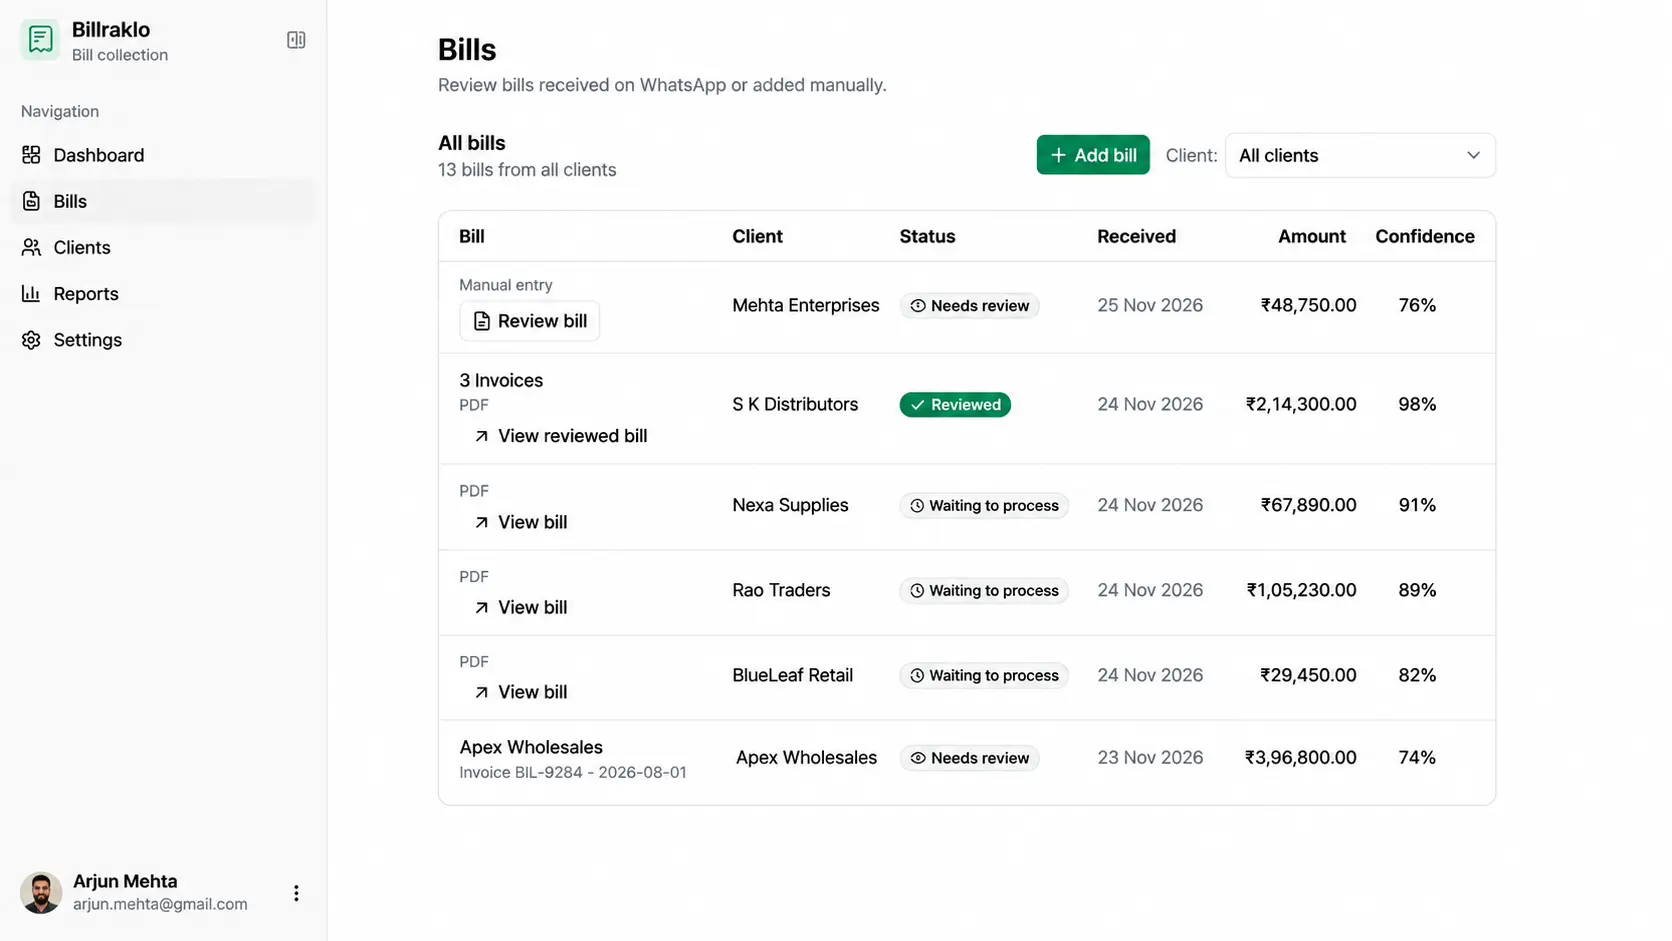 Billraklo
Bill collection
Navigation
Dashboard
Bills
Clients
Reports
Settings
Arjun Mehta
arjun.mehta@gmail.com
Bills
Review bills received on WhatsApp or added manually.
All bills
13 bills from all clients
Add bill
Client: All clients
Bill Client Status Received Amount Confidence
Manual entry
Review bill
Mehta Enterprises Needs review 25 Nov 2026 ₹48,750.00 76%
3 Invoices
PDF
View reviewed bill
S K Distributors Reviewed 24 Nov 2026 ₹2,14,300.00 98%
PDF
View bill
Nexa Supplies Waiting to process 24 Nov 2026 ₹67,890.00 91%
PDF
View bill
Rao Traders Waiting to process 24 Nov 2026 ₹1,05,230.00 89%
PDF
View bill
BlueLeaf Retail Waiting to process 24 Nov 2026 ₹29,450.00 82%
Apex Wholesales
Invoice BIL-9284 - 2026-08-01
Apex Wholesales Needs review 23 Nov 2026 ₹3,96,800.00 74%